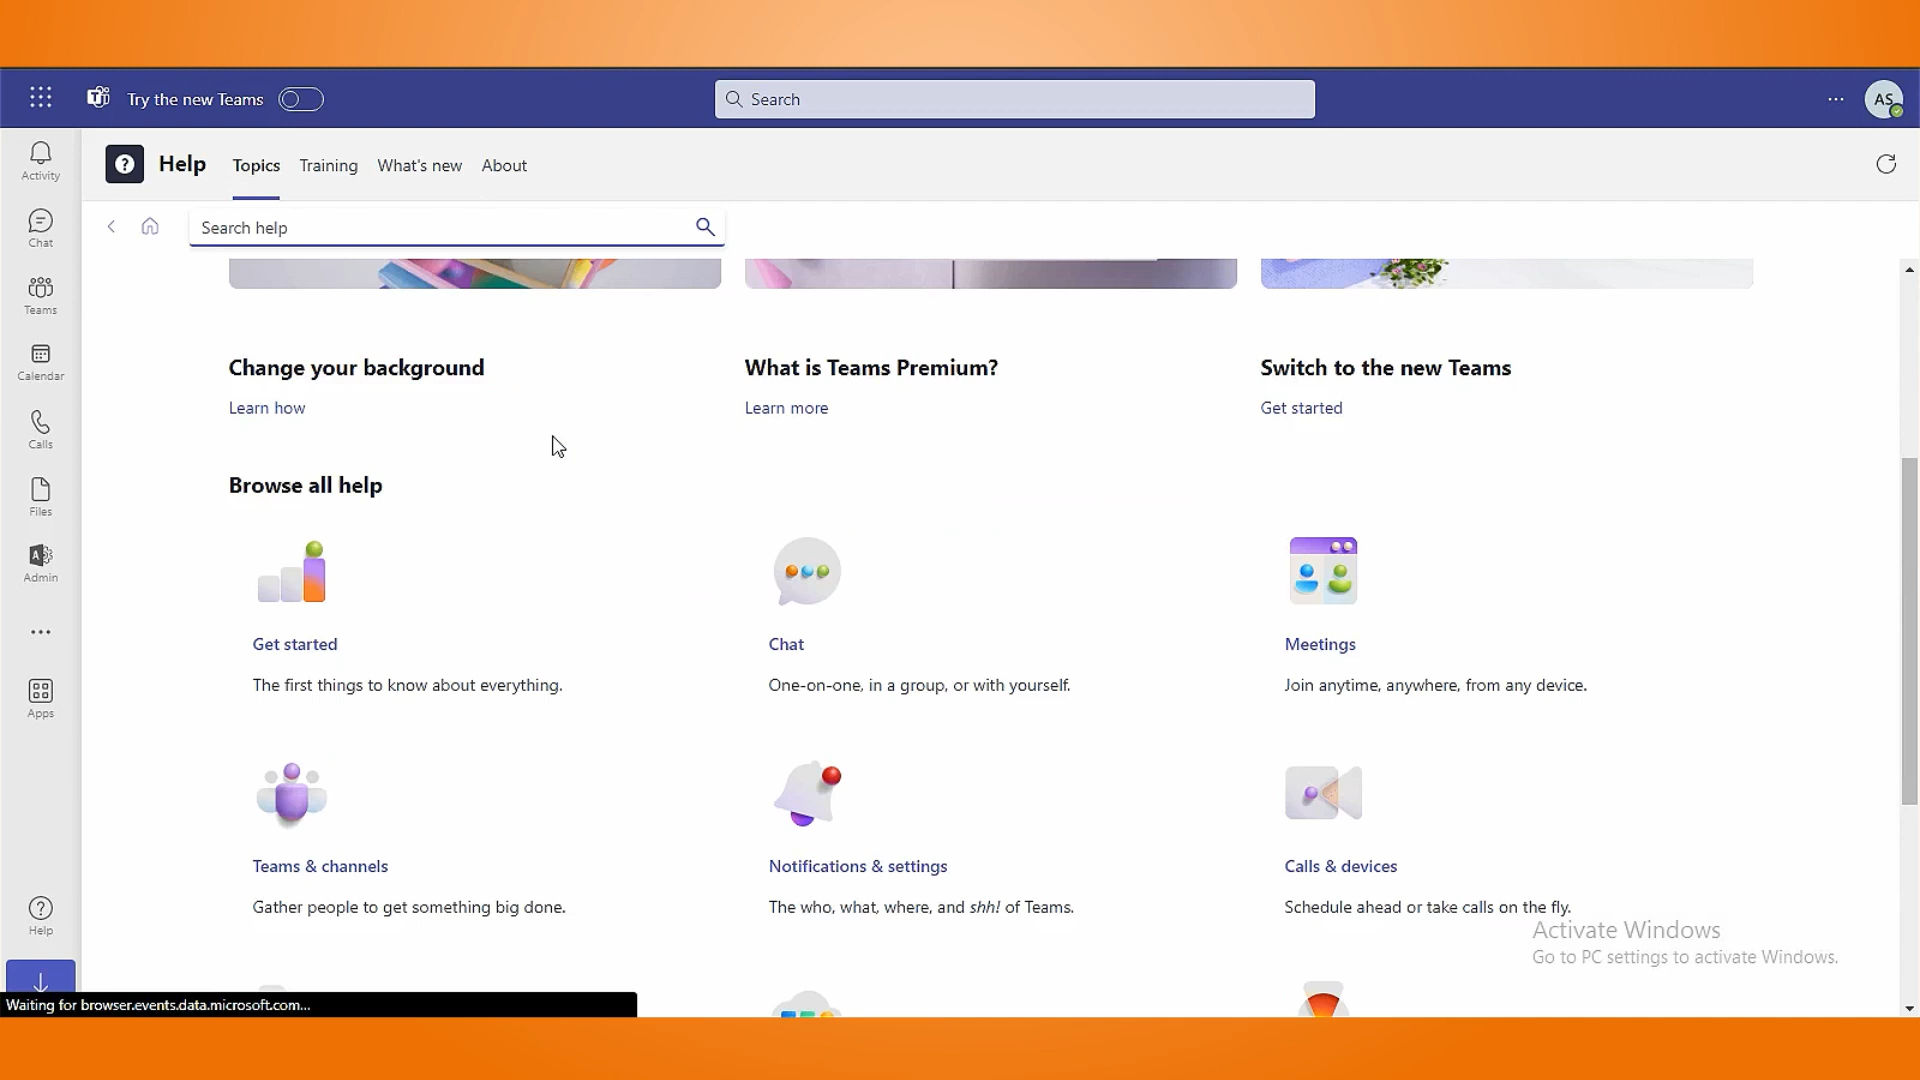 Try the new Teams
Search
AS
Activity
Chat
Teams
Calendar
Calls
Files
Admin
Apps
Help
Help
Topics
Training
What's new
About
Search help
Change your background
Learn how
What is Teams Premium?
Learn more
Switch to the new Teams
Get started
Browse all help
Get started
The first things to know about everything.
Chat
One-on-one, in a group, or with yourself.
Meetings
Join anytime, anywhere, from any device.
Teams & channels
Gather people to get something big done.
Notifications & settings
The who, what, where, and shh! of Teams.
Calls & devices
Schedule ahead or take calls on the fly.
Activate Windows
Go to PC settings to activate Windows.
Waiting for browser.events.data.microsoft.com...